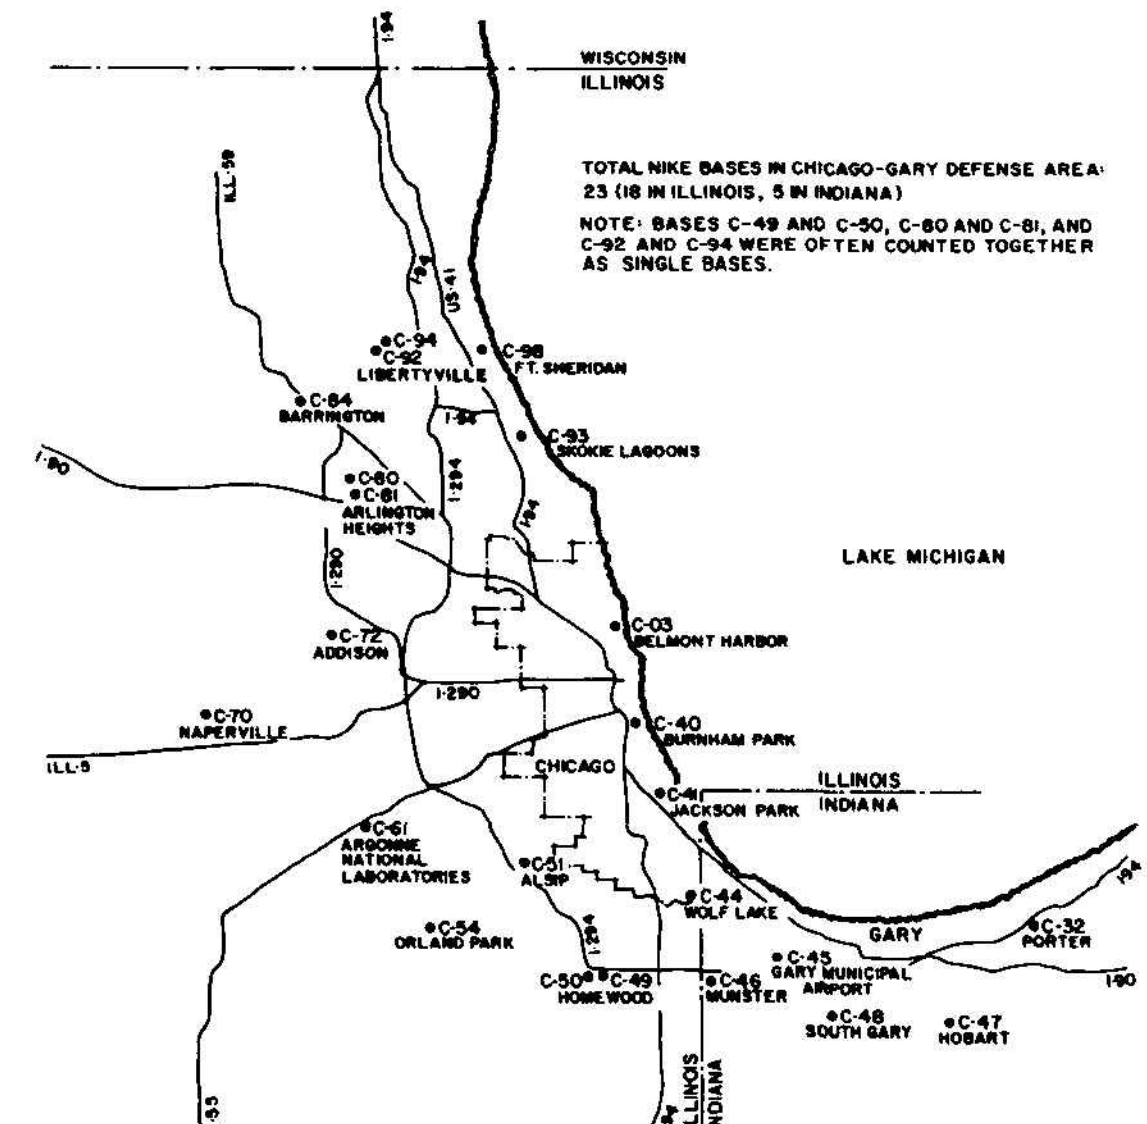 I-94
WISCONSIN
ILLINOIS
ILL-59
TOTAL NIKE BASES IN CHICAGO-GARY DEFENSE AREA:
23 (18 IN ILLINOIS, 5 IN INDIANA)
NOTE: BASES C-49 AND C-50, C-80 AND C-81, AND
C-92 AND C-94 WERE OFTEN COUNTED TOGETHER
AS SINGLE BASES.
I-94
US-41
C-94
C-92
LIBERTYVILLE
C-98
FT. SHERIDAN
C-84
BARRINGTON
I-94
C-93
SKOKIE LAGOONS
I-90
C-80
C-81
ARLINGTON
HEIGHTS
I-294
I-94
LAKE MICHIGAN
I-290
C-03
BELMONT HARBOR
C-72
ADDISON
I-290
C-70
NAPERVILLE
C-40
BURNHAM PARK
ILL-5
CHICAGO
ILLINOIS
INDIANA
C-41
JACKSON PARK
C-61
ARGONNE
NATIONAL
LABORATORIES
C-51
ALSIP
I-94
C-44
WOLF LAKE
C-54
ORLAND PARK
I-294
GARY
C-32
PORTER
C-45
GARY MUNICIPAL
AIRPORT
C-50
C-49
HOMEWOOD
C-46
MUNSTER
I-90
C-48
SOUTH GARY
C-47
HOBART
ILLINOIS
INDIANA